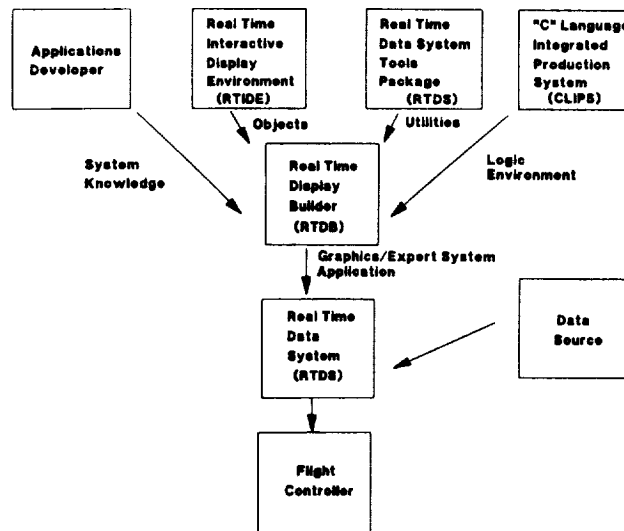 Applications
Developer
Real Time
Interactive
Display
Environment
(RTIDE)
Real Time
Data System
Tools
Package
(RTDS)
"C" Language
Integrated
Production
System
(CLIPS)
Objects
Utilities
System
Knowledge
Real Time
Display
Builder
(RTDB)
Logic
Environment
Graphics/Expert System
Application
Real Time
Data
System
(RTDS)
Data
Source
Flight
Controller